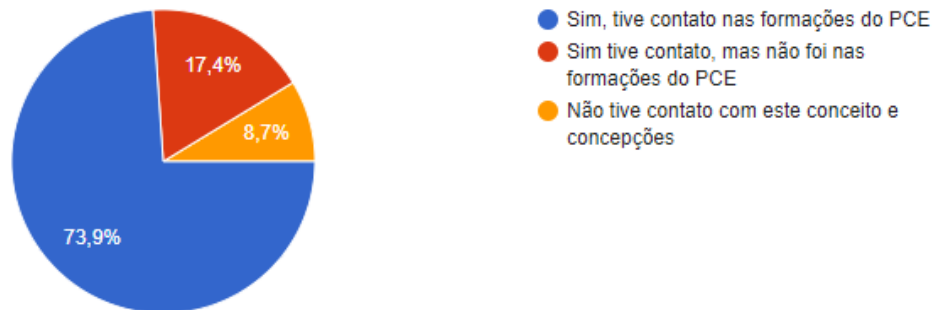 Sim, tive contato nas formações do PCE
Sim tive contato, mas não foi nas
formações do PCE
Não tive contato com este conceito e
concepções
17,4%
8,7%
73,9%